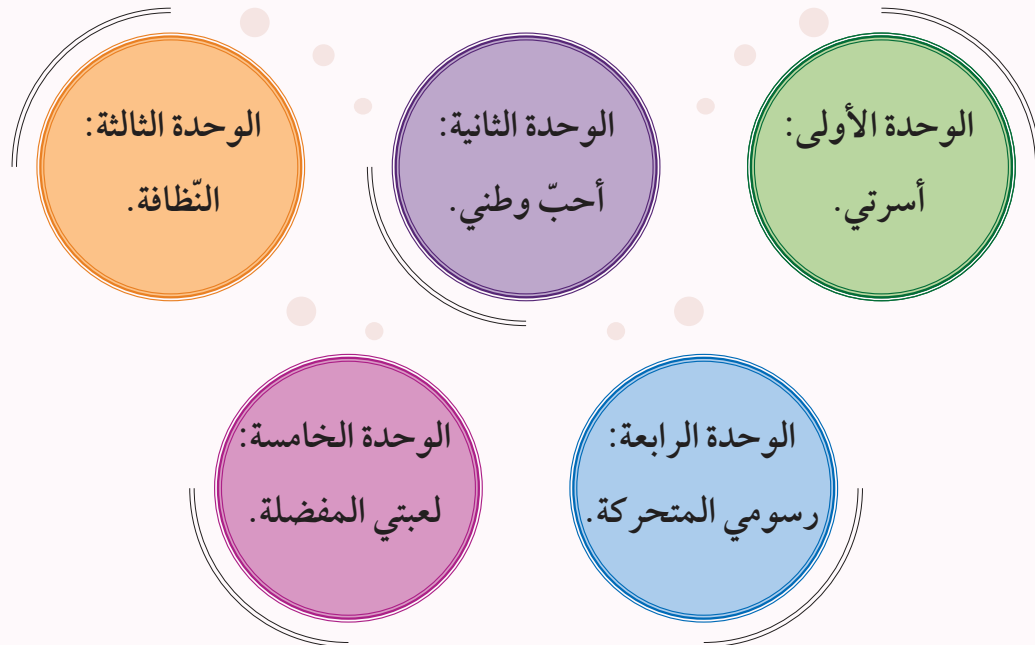 الوحدة الأولى:
أسرتي.
الوحدة الثانية:
أحبّ وطني.
الوحدة الثالثة:
النّظافة.
الوحدة الرابعة:
رسومي المتحركة.
الوحدة الخامسة:
لعبتي المفضلة.